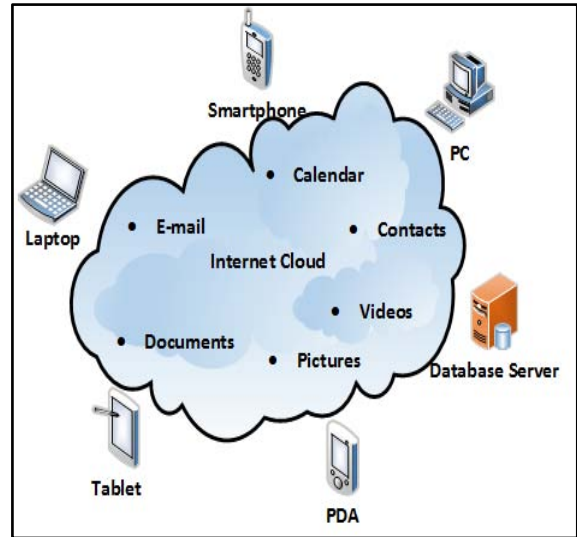 Smartphone
PC
• Calendar
Laptop
• E-mail
• Contacts
Internet Cloud
• Videos
• Documents
• Pictures
Database Server
Tablet
PDA